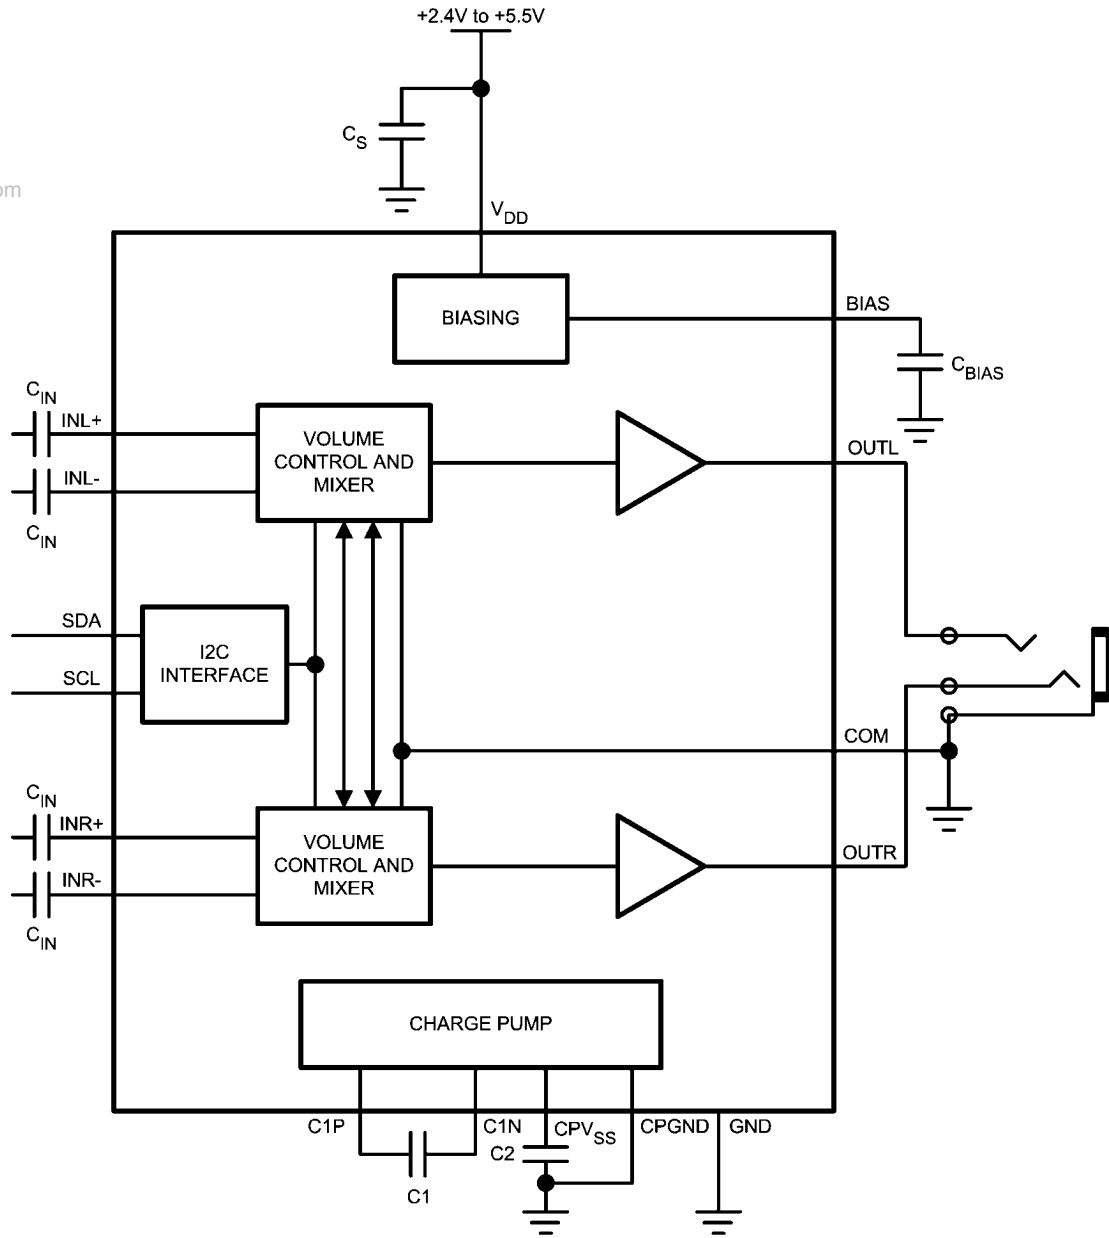 +2.4V to +5.5V
CS
om
VDD
BIASING
BIAS
CBIAS
CIN
INL+
VOLUME
CONTROL AND
MIXER
OUTL
INL-
CIN
SDA
I2C
INTERFACE
SCL
COM
CIN
INR+
VOLUME
CONTROL AND
MIXER
OUTR
INR-
CIN
CHARGE PUMP
C1P
C1N
CPVSS
CPGND
GND
C2
C1